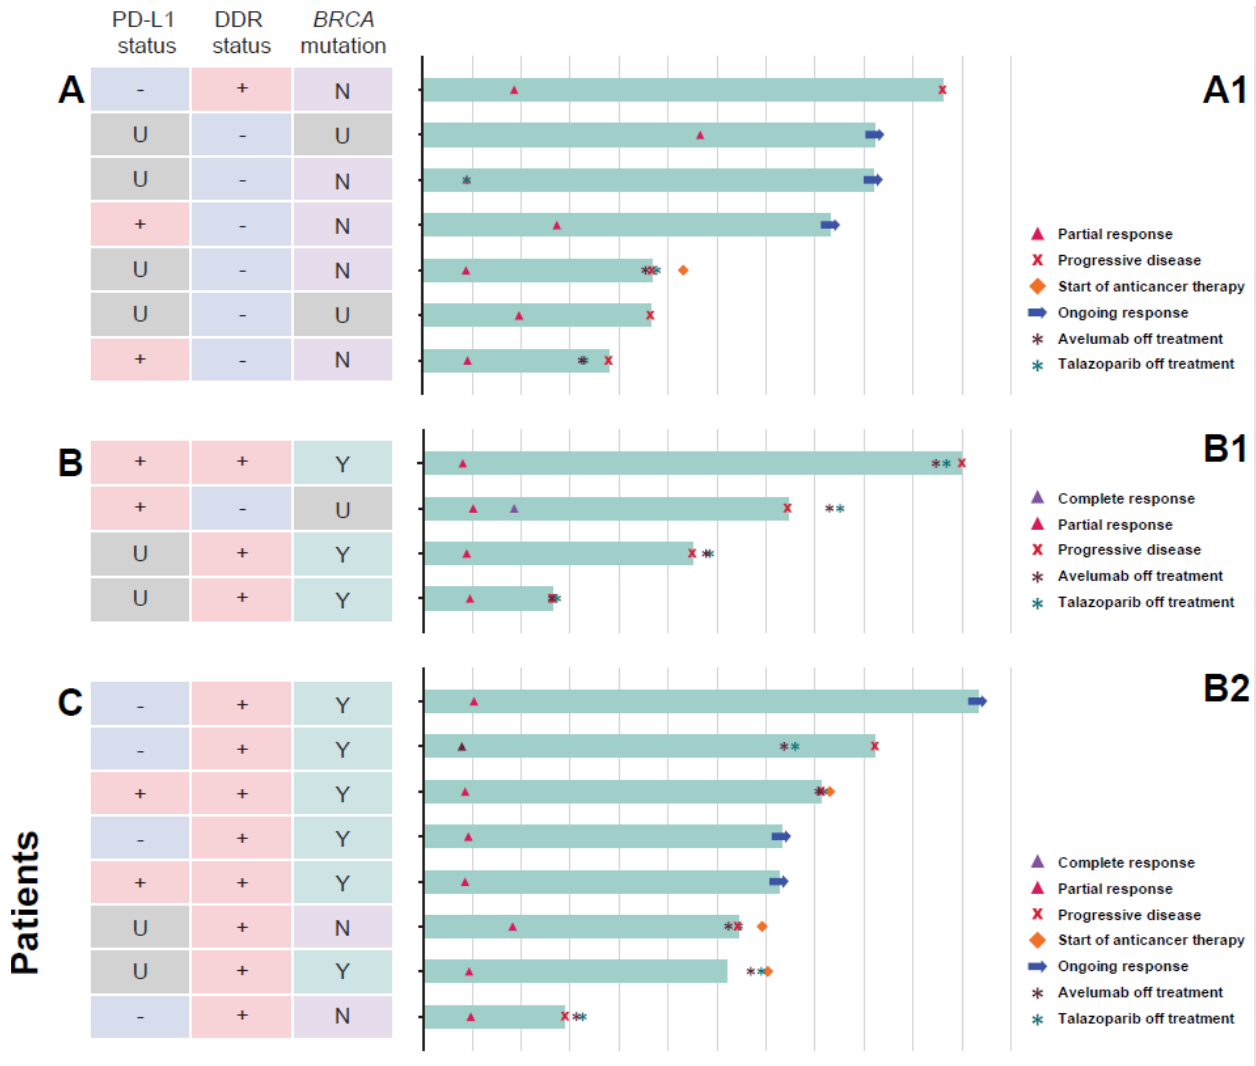 PD-L1 status DDR status BRCA mutation
A
A1
- + N
U - U
U - N
+ - N
U - N
U - U
+ - N
Partial response
Progressive disease
Start of anticancer therapy
Ongoing response
Avelumab off treatment
Talazoparib off treatment
B
B1
+ + Y
+ - U
U + Y
U + Y
Complete response
Partial response
Progressive disease
Avelumab off treatment
Talazoparib off treatment
C
B2
- + Y
- + Y
+ + Y
- + Y
+ + Y
U + N
U + Y
- + N
Complete response
Partial response
Progressive disease
Start of anticancer therapy
Ongoing response
Avelumab off treatment
Talazoparib off treatment
Patients